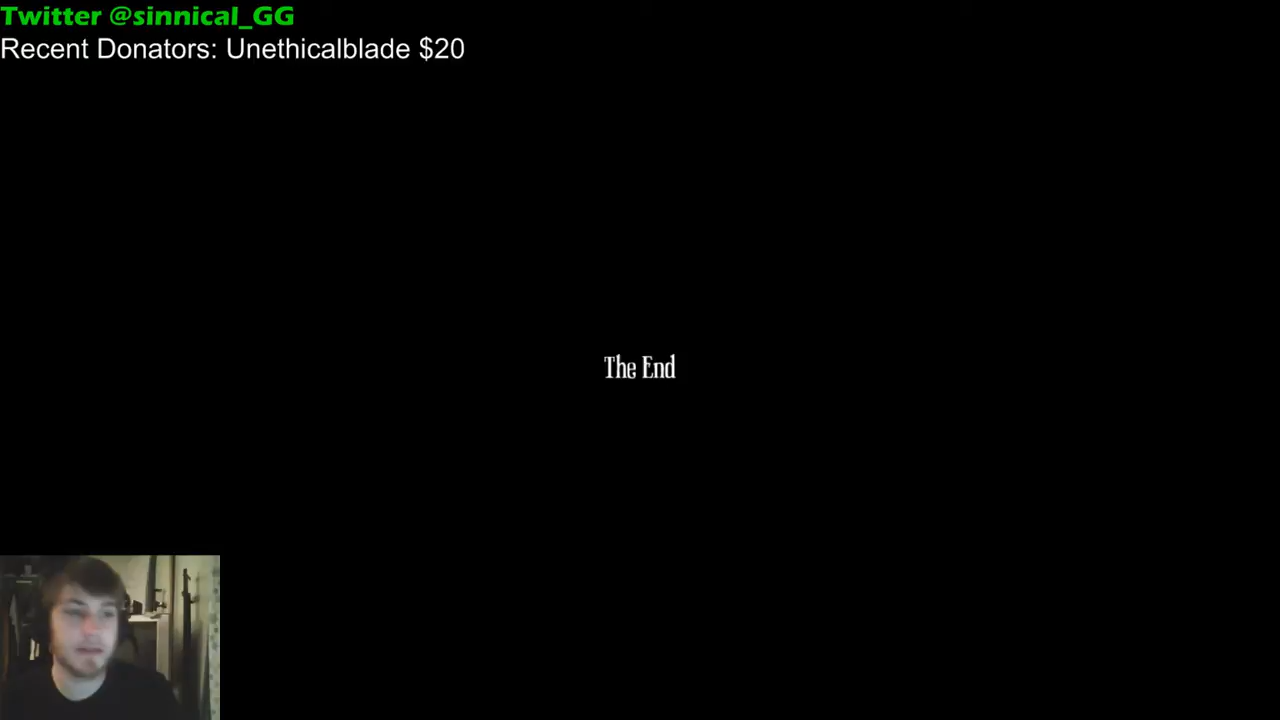 Twitter @sinnical_GG
Recent Donators: Unethicalblade $20
The End